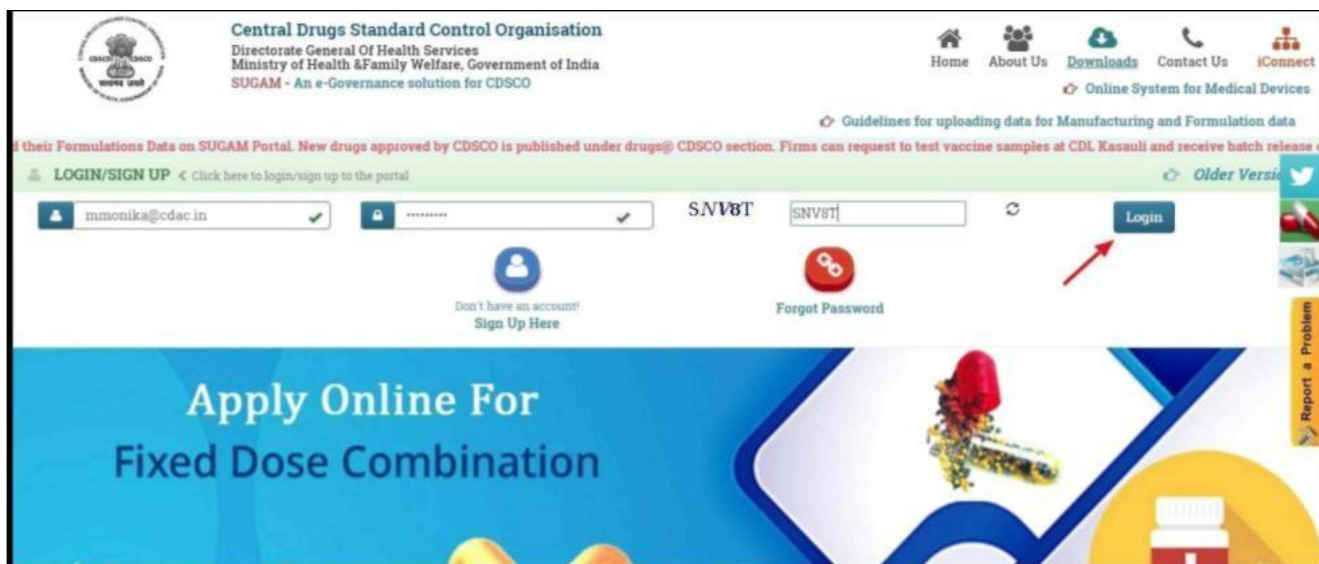 Central Drugs Standard Control Organisation
Directorate General Of Health Services
Ministry of Health &Family Welfare, Government of India
SUGAM - An e-Governance solution for CDSCO
Home About Us Downloads Contact Us iConnect
Online System for Medical Devices
Guidelines for uploading data for Manufacturing and Formulation data
d their Formulations Data on SUGAM Portal. New drugs approved by CDSCO is published under drugs@ CDSCO section. Firms can request to test vaccine samples at CDL Kasauli and receive batch release
LOGIN/SIGN UP < Click here to login/sign up to the portal
Older Versi
mmonika@cdac.in ••••••••• SNV8T SNV8T Login
Don't have an account!
Sign Up Here
Forgot Password
Report a Problem
Apply Online For
Fixed Dose Combination